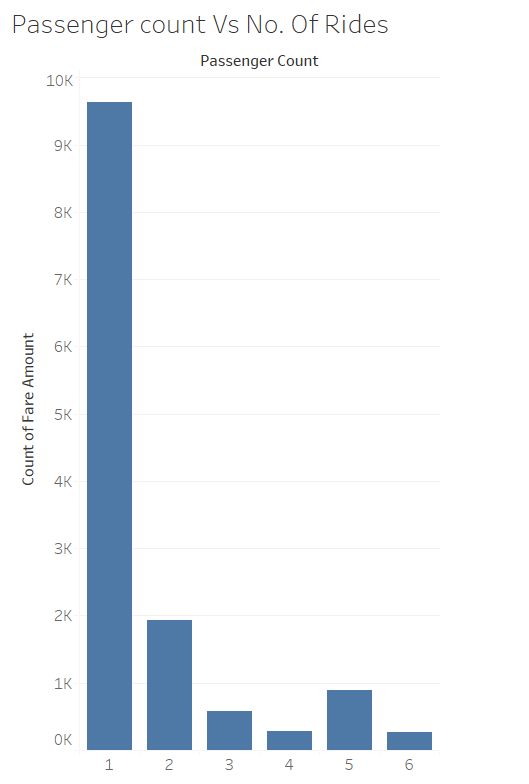 Passenger count Vs No. Of Rides
Passenger Count
10K
9K
8K
7K
6K
5K
4K
3K
2K
1K
0K
Count of Fare Amount
1 2 3 4 5 6